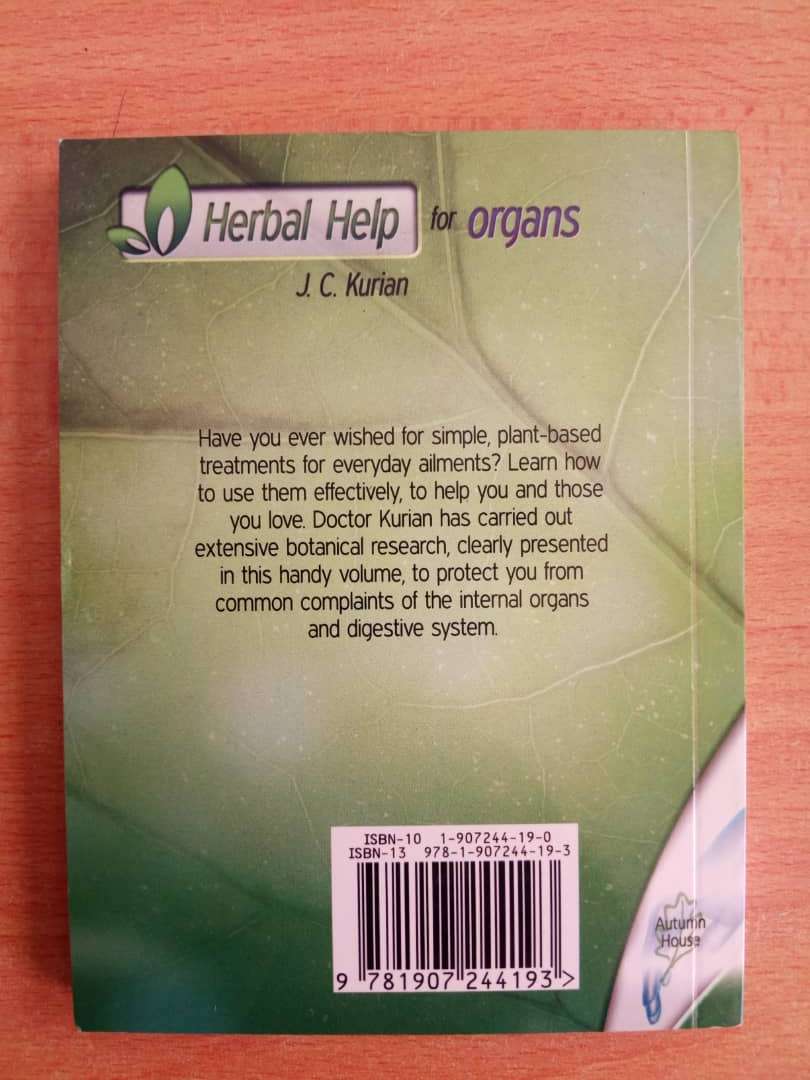 Herbal Help for organs
J. C. Kurian
Have you ever wished for simple, plant-based
treatments for everyday ailments? Learn how
to use them effectively, to help you and those
you love. Doctor Kurian has carried out
extensive botanical research, clearly presented
in this handy volume, to protect you from
common complaints of the internal organs
and digestive system.
ISBN-10 1-907244-19-0
ISBN-13 978-1-907244-19-3
9 781907 244193 >
Autumn
House